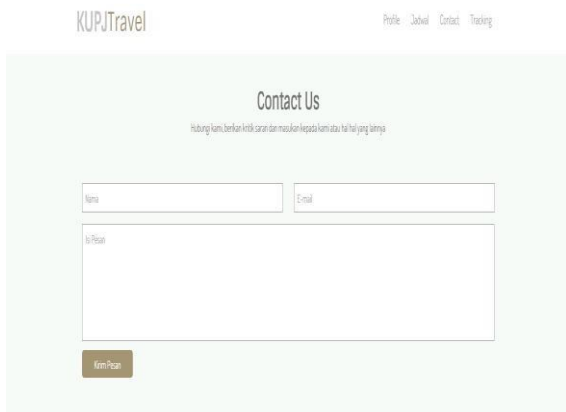 KUPJTravel
Profile Jadwal Contact Tracking
Contact Us
Hubungi kami, berikan kritik saran dan masukan kepada kami atau hal hal yang lainnya
Nama
E-mail
Isi Pesan
Kirim Pesan